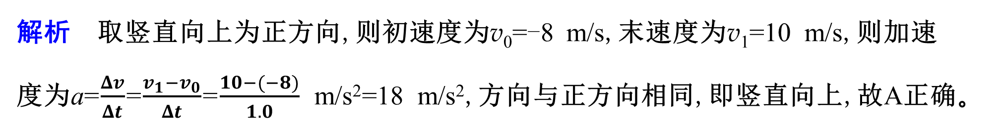 解析 取竖直向上为正方向, 则初速度为v₀=−8 m/s, 末速度为v₁=10 m/s, 则加速
度为a=Δv/Δt=(v₁−v₀)/Δt=(10−(−8))/1.0 m/s²=18 m/s², 方向与正方向相同, 即竖直向上, 故A正确。